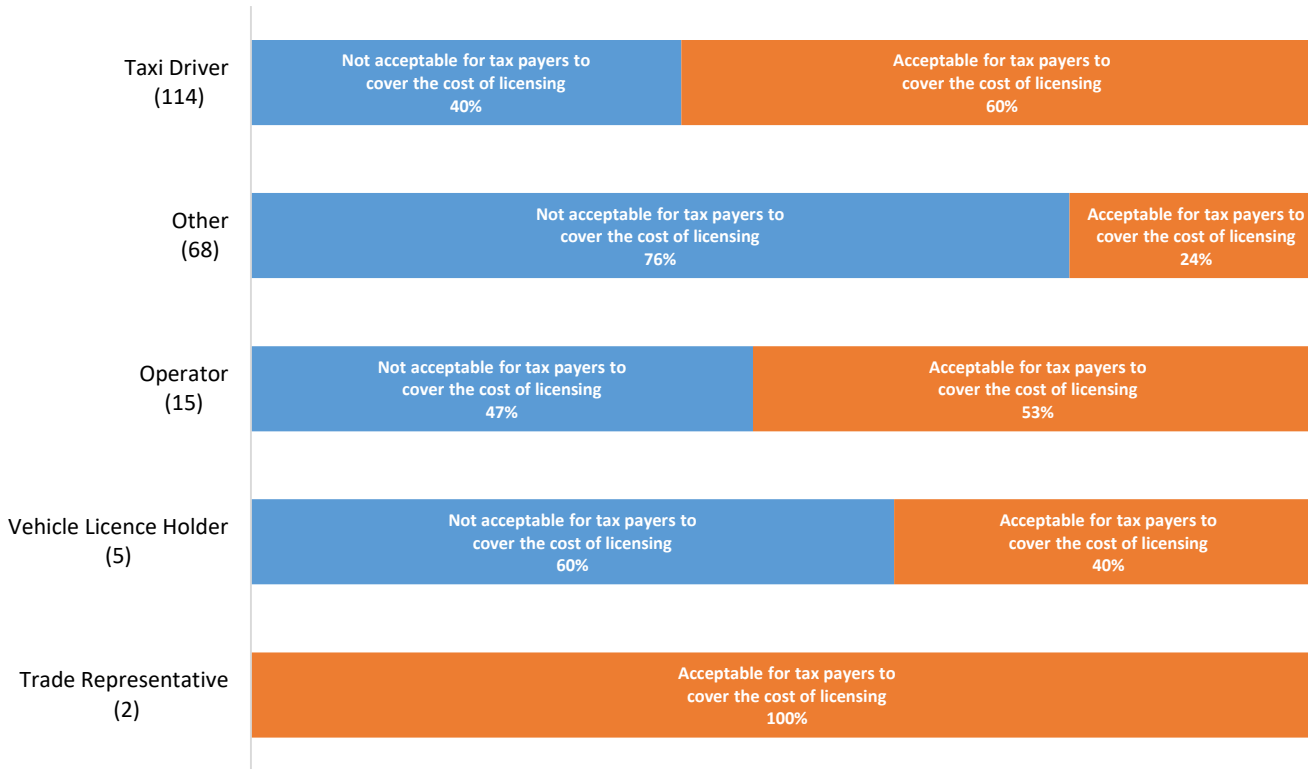 Taxi Driver
(114)
Not acceptable for tax payers to
cover the cost of licensing
40%
Acceptable for tax payers to
cover the cost of licensing
60%
Other
(68)
Not acceptable for tax payers to
cover the cost of licensing
76%
Acceptable for tax payers to
cover the cost of licensing
24%
Operator
(15)
Not acceptable for tax payers to
cover the cost of licensing
47%
Acceptable for tax payers to
cover the cost of licensing
53%
Vehicle Licence Holder
(5)
Not acceptable for tax payers to
cover the cost of licensing
60%
Acceptable for tax payers to
cover the cost of licensing
40%
Trade Representative
(2)
Acceptable for tax payers to
cover the cost of licensing
100%